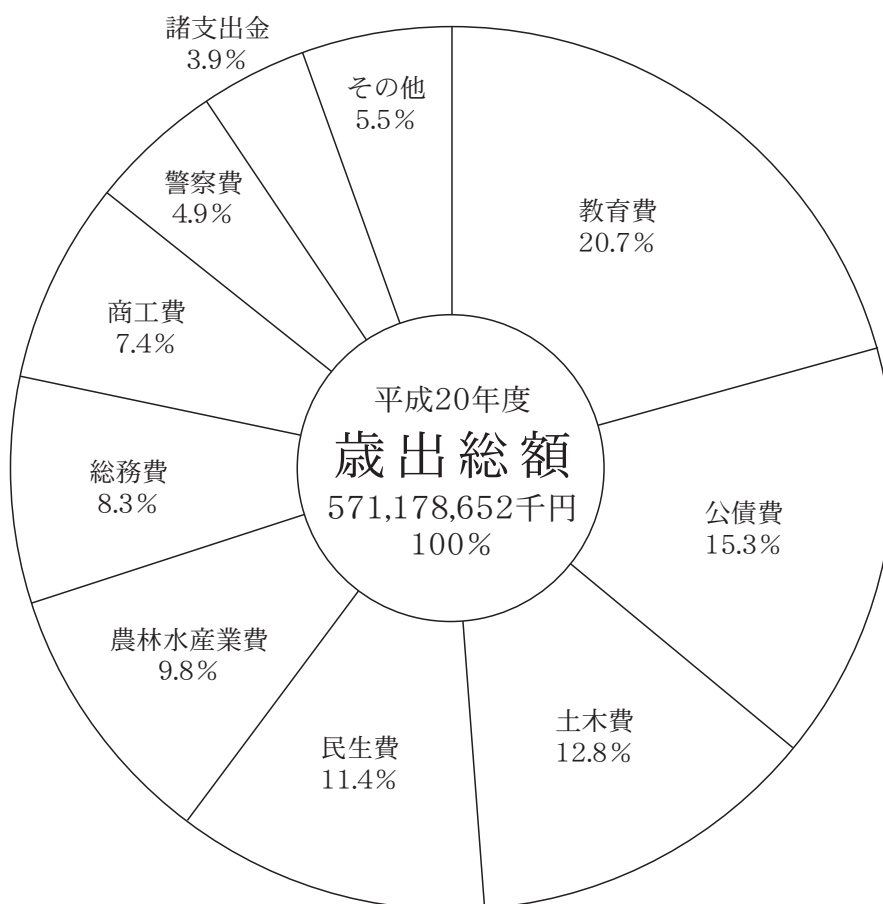 諸支出金
3.9%
その他
5.5%
教育費
20.7%
警察費
4.9%
商工費
7.4%
平成20年度
歳出総額
571,178,652千円
100%
総務費
8.3%
公債費
15.3%
農林水産業費
9.8%
土木費
12.8%
民生費
11.4%